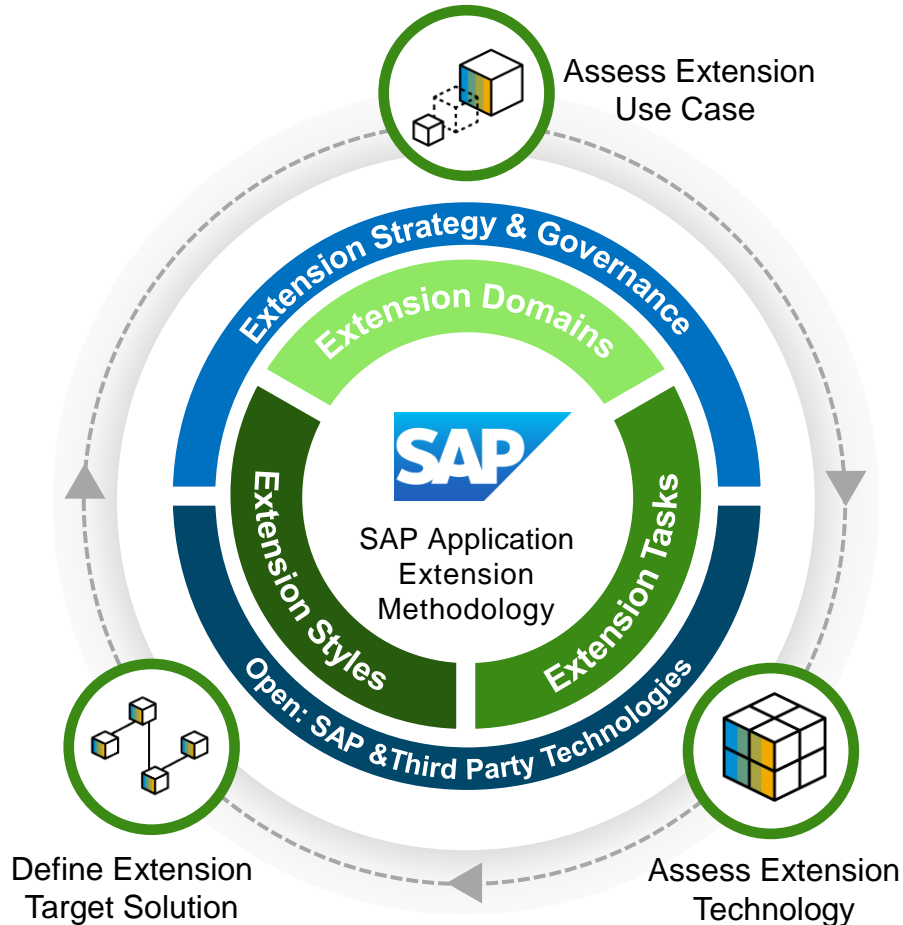 Assess Extension
Use Case
Extension Strategy & Governance
Extension Domains
Extension Styles
Extension Tasks
SAP
SAP Application
Extension
Methodology
Open: SAP &Third Party Technologies
Define Extension
Target Solution
Assess Extension
Technology